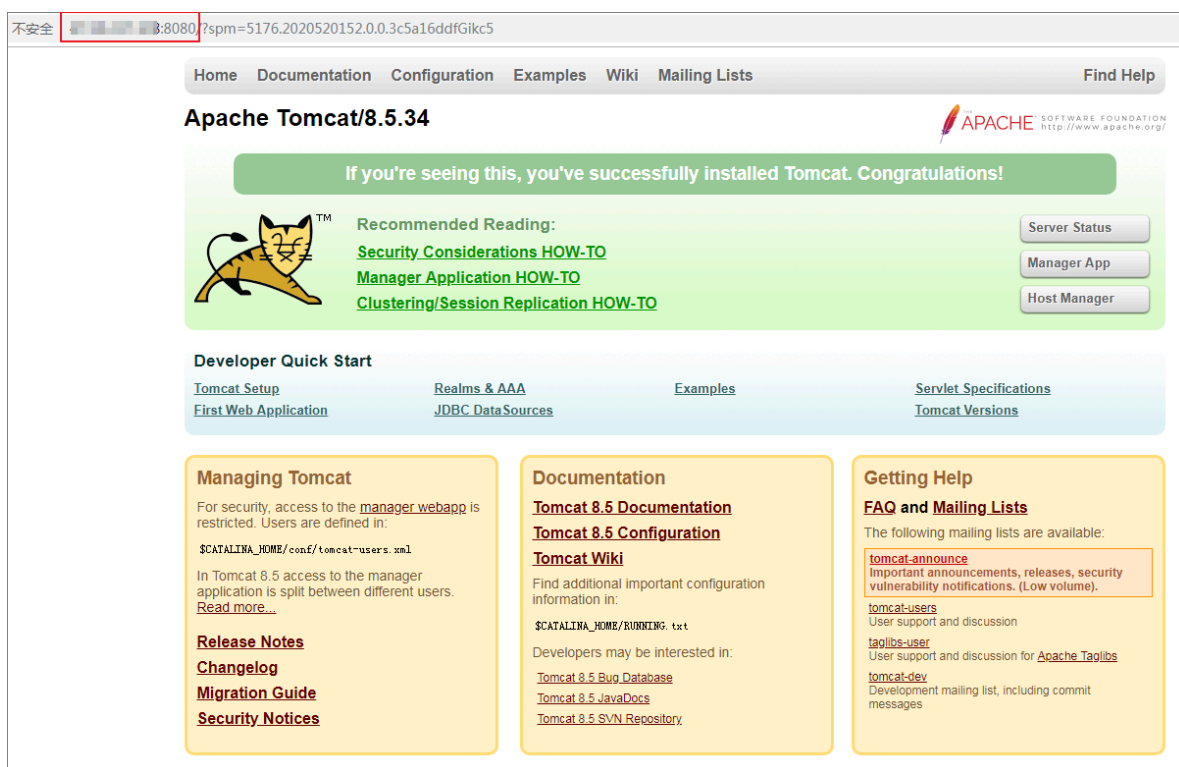 不安全 :8080/?spm=5176.2020520152.0.0.3c5a16ddfGikc5
Home Documentation Configuration Examples Wiki Mailing Lists Find Help
Apache Tomcat/8.5.34
THE APACHE SOFTWARE FOUNDATION
http://www.apache.org/
If you're seeing this, you've successfully installed Tomcat. Congratulations!
TM
Recommended Reading:
Security Considerations HOW-TO
Manager Application HOW-TO
Clustering/Session Replication HOW-TO
Server Status
Manager App
Host Manager
Developer Quick Start
Tomcat Setup
First Web Application
Realms & AAA
JDBC DataSources
Examples
Servlet Specifications
Tomcat Versions
Managing Tomcat
For security, access to the manager webapp is
restricted. Users are defined in:
$CATALINA_HOME/conf/tomcat-users.xml
In Tomcat 8.5 access to the manager
application is split between different users.
Read more...
Release Notes
Changelog
Migration Guide
Security Notices
Documentation
Tomcat 8.5 Documentation
Tomcat 8.5 Configuration
Tomcat Wiki
Find additional important configuration
information in:
$CATALINA_HOME/RUNNING.txt
Developers may be interested in:
Tomcat 8.5 Bug Database
Tomcat 8.5 JavaDocs
Tomcat 8.5 SVN Repository
Getting Help
FAQ and Mailing Lists
The following mailing lists are available:
tomcat-announce
Important announcements, releases, security
vulnerability notifications. (Low volume).
tomcat-users
User support and discussion
taglibs-user
User support and discussion for Apache Taglibs
tomcat-dev
Development mailing list, including commit
messages